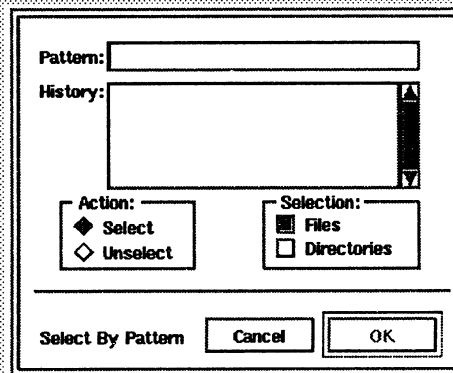 Pattern:
History:
Action:
Select
Unselect
Selection:
Files
Directories
Select By Pattern
Cancel
OK